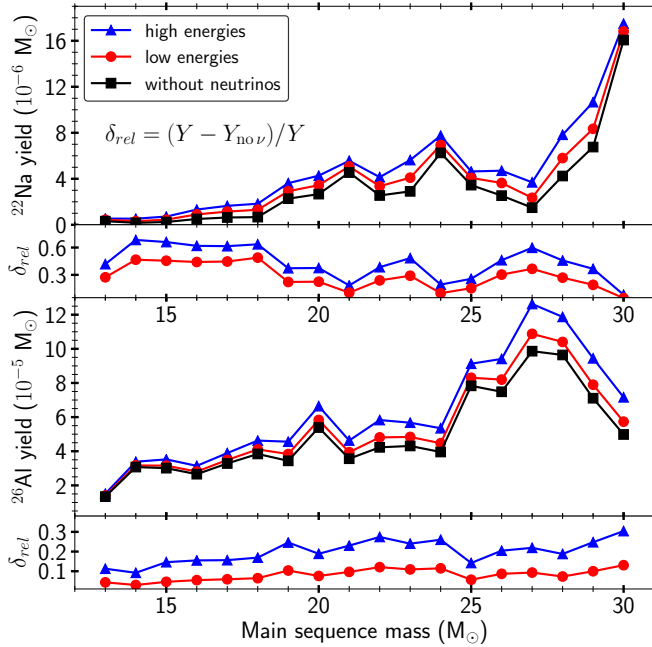 ²²Na yield (10⁻⁶ M⊙)
16
12
8
4
0
high energies
low energies
without neutrinos
δrel = (Y − Yno ν)/Y
δrel
0.6
0.3
15
20
25
30
²⁶Al yield (10⁻⁵ M⊙)
12
10
8
6
4
2
δrel
0.3
0.2
0.1
15
20
25
30
Main sequence mass (M⊙)